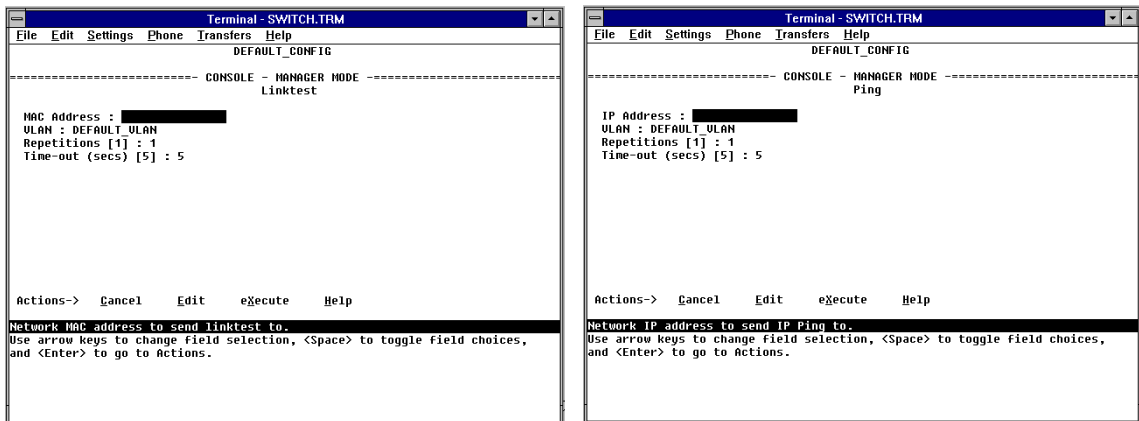 Terminal - SWITCH.TRM
File Edit Settings Phone Transfers Help
DEFAULT_CONFIG
==========================- CONSOLE - MANAGER MODE -==========================
Linktest
MAC Address :
VLAN : DEFAULT_VLAN
Repetitions [1] : 1
Time-out (secs) [5] : 5
Actions-> Cancel Edit eXecute Help
Network MAC address to send linktest to.
Use arrow keys to change field selection, <Space> to toggle field choices,
and <Enter> to go to Actions.
Terminal - SWITCH.TRM
File Edit Settings Phone Transfers Help
DEFAULT_CONFIG
==========================- CONSOLE - MANAGER MODE -==========================
Ping
IP Address :
VLAN : DEFAULT_VLAN
Repetitions [1] : 1
Time-out (secs) [5] : 5
Actions-> Cancel Edit eXecute Help
Network IP address to send IP Ping to.
Use arrow keys to change field selection, <Space> to toggle field choices,
and <Enter> to go to Actions.